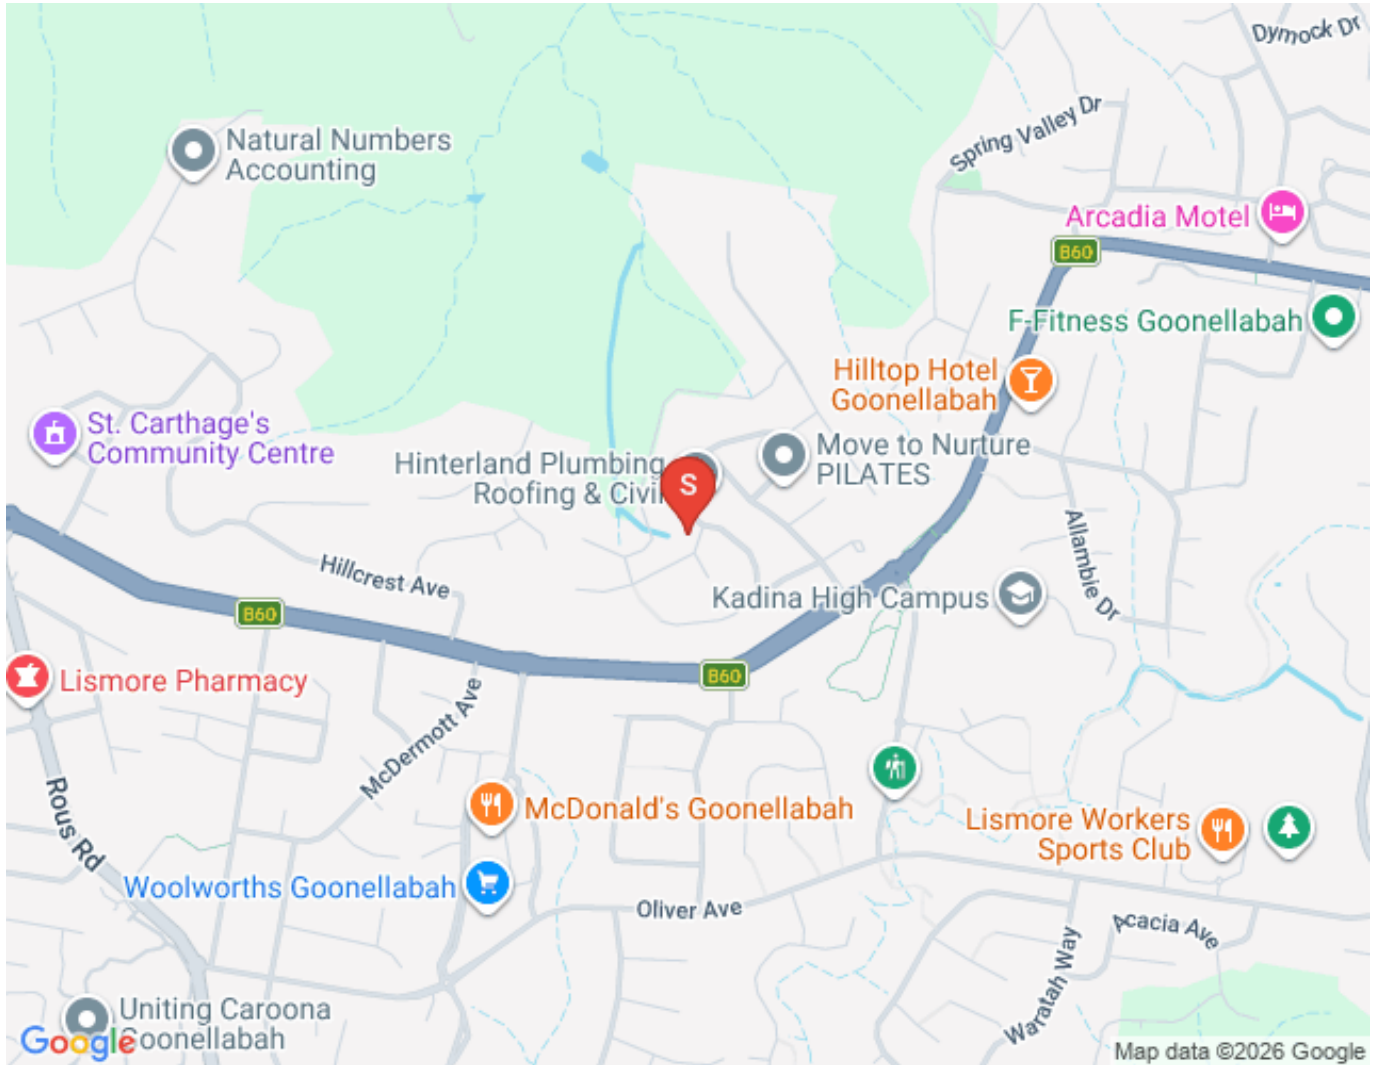 Dymock Dr
Spring Valley Dr
Natural Numbers
Accounting
Arcadia Motel
B60
F-Fitness Goonellabah
Hilltop Hotel
Goonellabah
St. Carthage's
Community Centre
Move to Nurture
PILATES
Hinterland Plumbing
Roofing & Civil
S
Allambie Dr
Hillcrest Ave
Kadina High Campus
B60
B60
Lismore Pharmacy
McDermott Ave
McDonald's Goonellabah
Rous Rd
Lismore Workers
Sports Club
Woolworths Goonellabah
Oliver Ave
Acacia Ave
Waratah Way
Uniting Caroona
Goonellabah
Google
Map data ©2026 Google